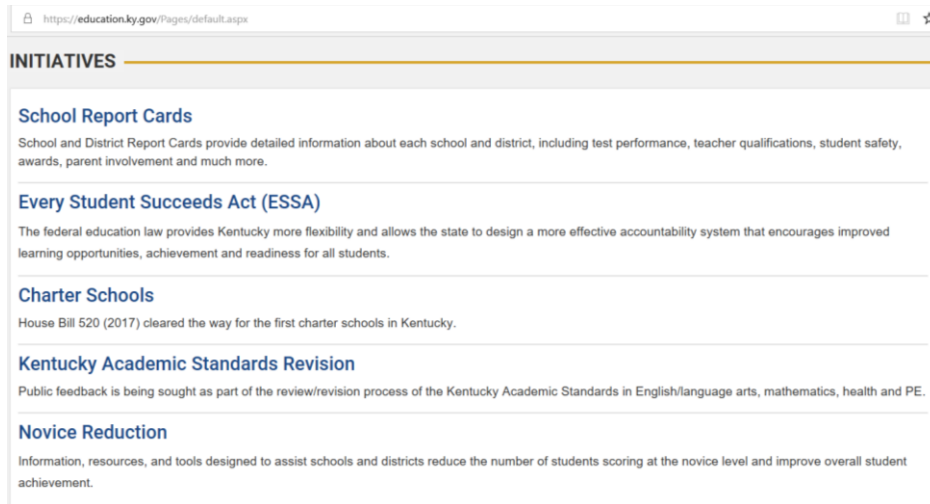 https://education.ky.gov/Pages/default.aspx
INITIATIVES
School Report Cards
School and District Report Cards provide detailed information about each school and district, including test performance, teacher qualifications, student safety,
awards, parent involvement and much more.
Every Student Succeeds Act (ESSA)
The federal education law provides Kentucky more flexibility and allows the state to design a more effective accountability system that encourages improved
learning opportunities, achievement and readiness for all students.
Charter Schools
House Bill 520 (2017) cleared the way for the first charter schools in Kentucky.
Kentucky Academic Standards Revision
Public feedback is being sought as part of the review/revision process of the Kentucky Academic Standards in English/language arts, mathematics, health and PE.
Novice Reduction
Information, resources, and tools designed to assist schools and districts reduce the number of students scoring at the novice level and improve overall student
achievement.